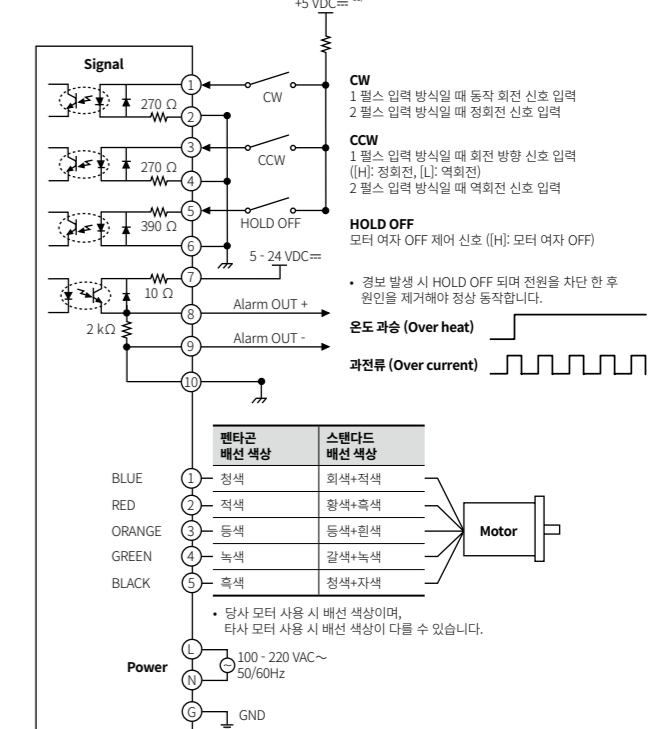 +5 VDC⎓
Signal
1
CW
270 Ω
2
3
CCW
270 Ω
4
5
HOLD OFF
390 Ω
6
5 - 24 VDC⎓
7
10 Ω
8
Alarm OUT +
2 kΩ
9
Alarm OUT -
10
CW
1 펄스 입력 방식일 때 동작 회전 신호 입력
2 펄스 입력 방식일 때 정회전 신호 입력
CCW
1 펄스 입력 방식일 때 회전 방향 신호 입력
([H]: 정회전, [L]: 역회전)
2 펄스 입력 방식일 때 역회전 신호 입력
HOLD OFF
모터 여자 OFF 제어 신호 ([H]: 모터 여자 OFF)
• 경보 발생 시 HOLD OFF 되며 전원을 차단 한 후
원인을 제거해야 정상 동작합니다.
온도 과승 (Over heat)
과전류 (Over current)
펜타곤 스탠다드
배선 색상 배선 색상
BLUE 1 청색 회색+적색
RED 2 적색 황색+흑색
ORANGE 3 등색 등색+흰색
GREEN 4 녹색 갈색+녹색
BLACK 5 흑색 청색+자색
Motor
• 당사 모터 사용 시 배선 색상이며,
타사 모터 사용 시 배선 색상이 다를 수 있습니다.
Power
L
N
100 - 220 VAC～
50/60Hz
G
GND